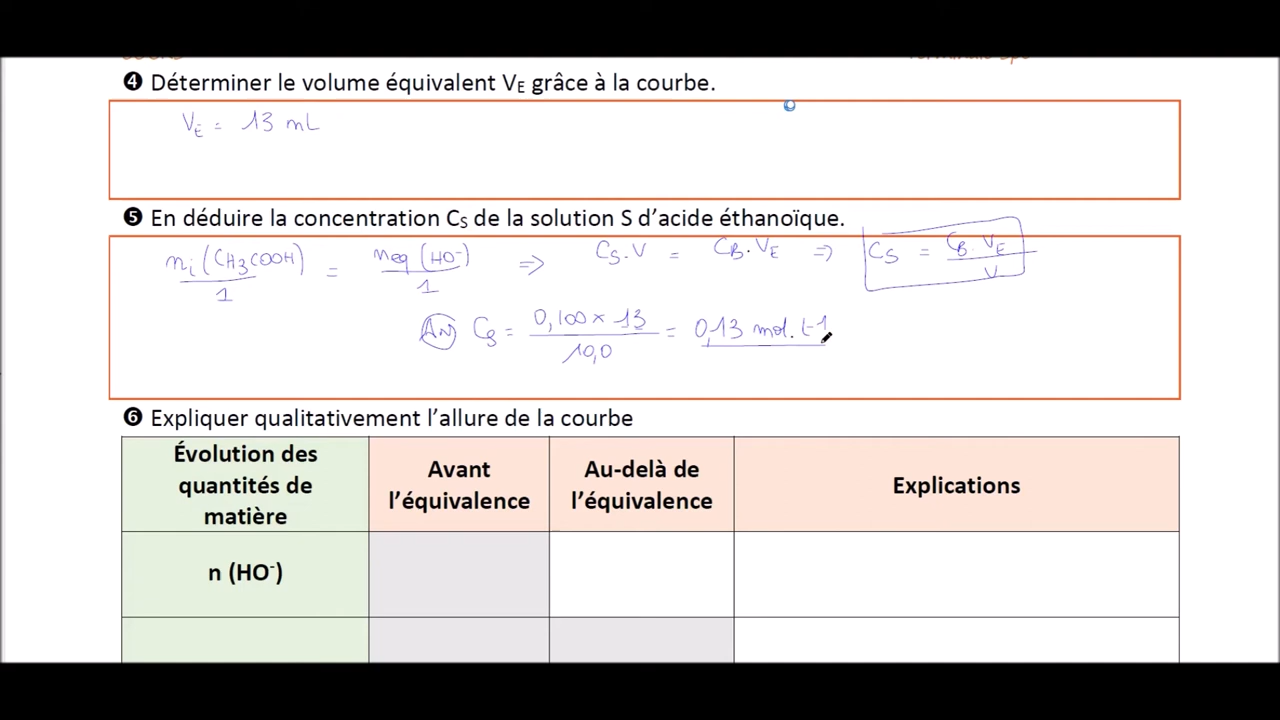 ❹ Déterminer le volume équivalent VE grâce à la courbe.
VE = 13 mL
❺ En déduire la concentration CS de la solution S d'acide éthanoïque.
ni(CH3COOH)/1 = neq(HO-)/1 ⇒ CS.V = CB.VE ⇒ CS = CB.VE/V
AN CS = 0,100 × 13/10,0 = 0,13 mol.L-1
❻ Expliquer qualitativement l'allure de la courbe
Évolution des
quantités de
matière
Avant
l'équivalence
Au-delà de
l'équivalence
Explications
n (HO-)